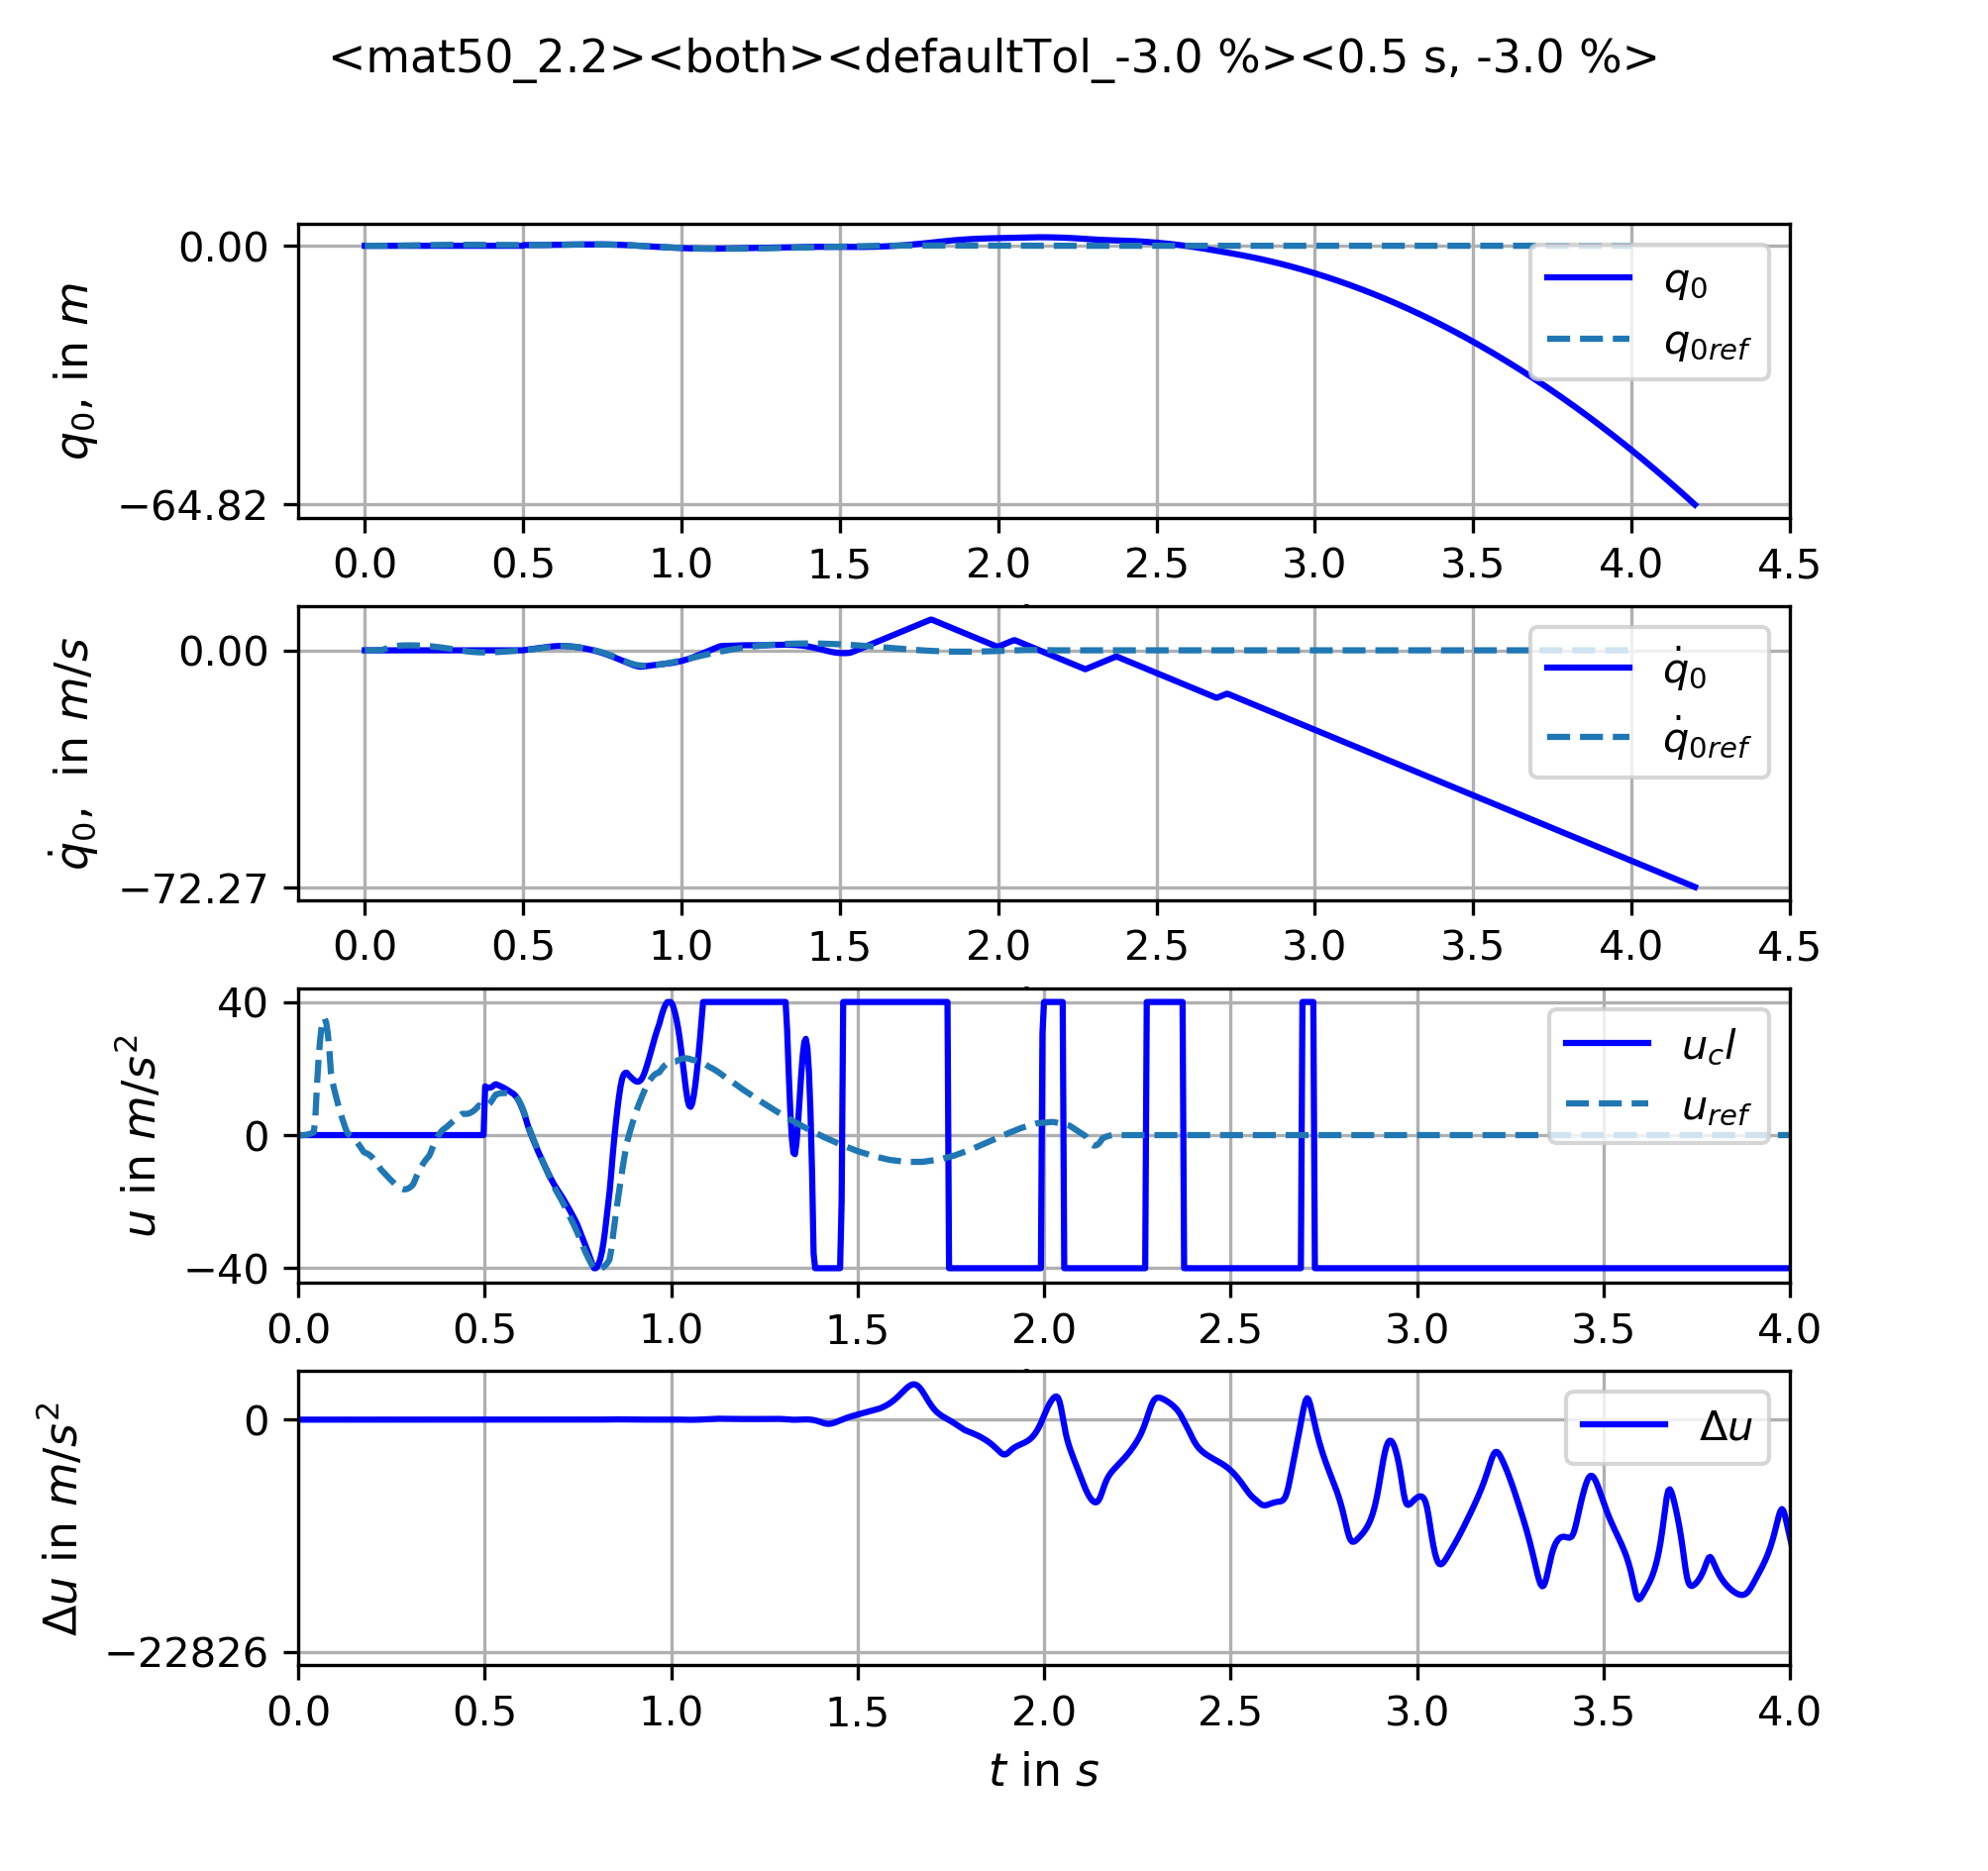 <mat50_2.2><both><defaultTol_-3.0 %><0.5 s, -3.0 %>
q₀, in m
0.00
−64.82
q₀
q₀ref
0.0 0.5 1.0 1.5 2.0 2.5 3.0 3.5 4.0 4.5
q̇₀, in m/s
0.00
−72.27
q̇₀
q̇₀ref
0.0 0.5 1.0 1.5 2.0 2.5 3.0 3.5 4.0 4.5
u in m/s²
40
0
−40
u_cl
u_ref
0.0 0.5 1.0 1.5 2.0 2.5 3.0 3.5 4.0
Δu in m/s²
0
−22826
Δu
0.0 0.5 1.0 1.5 2.0 2.5 3.0 3.5 4.0
t in s